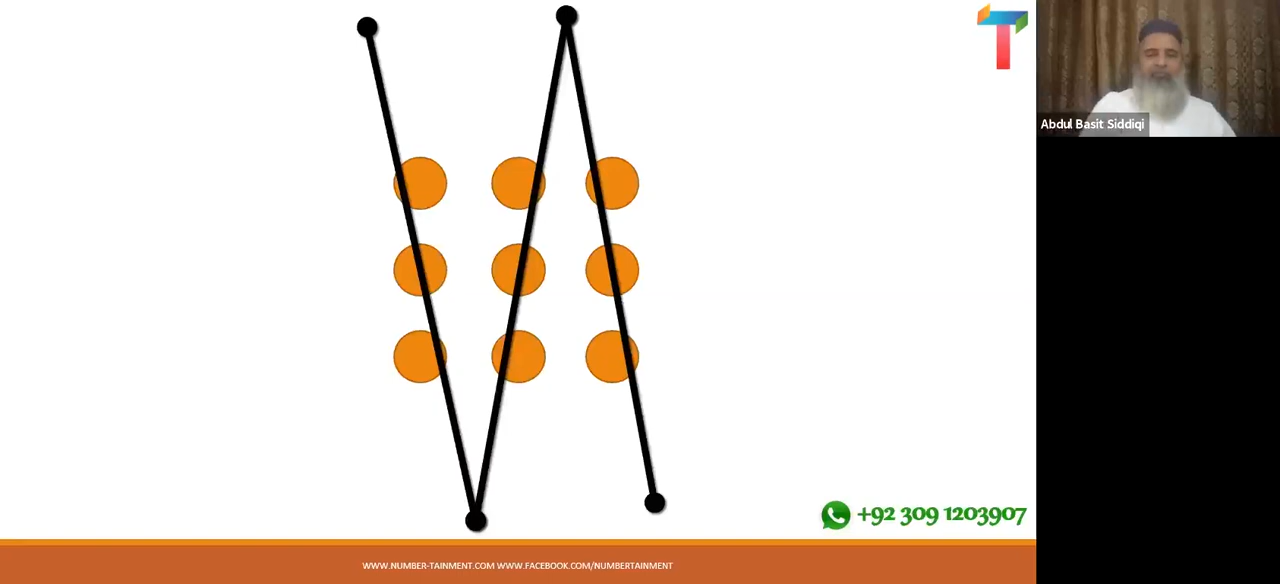 Abdul Basit Siddiqi
+92 309 1203907
WWW.NUMBER-TAINMENT.COM WWW.FACEBOOK.COM/NUMBERTAINMENT